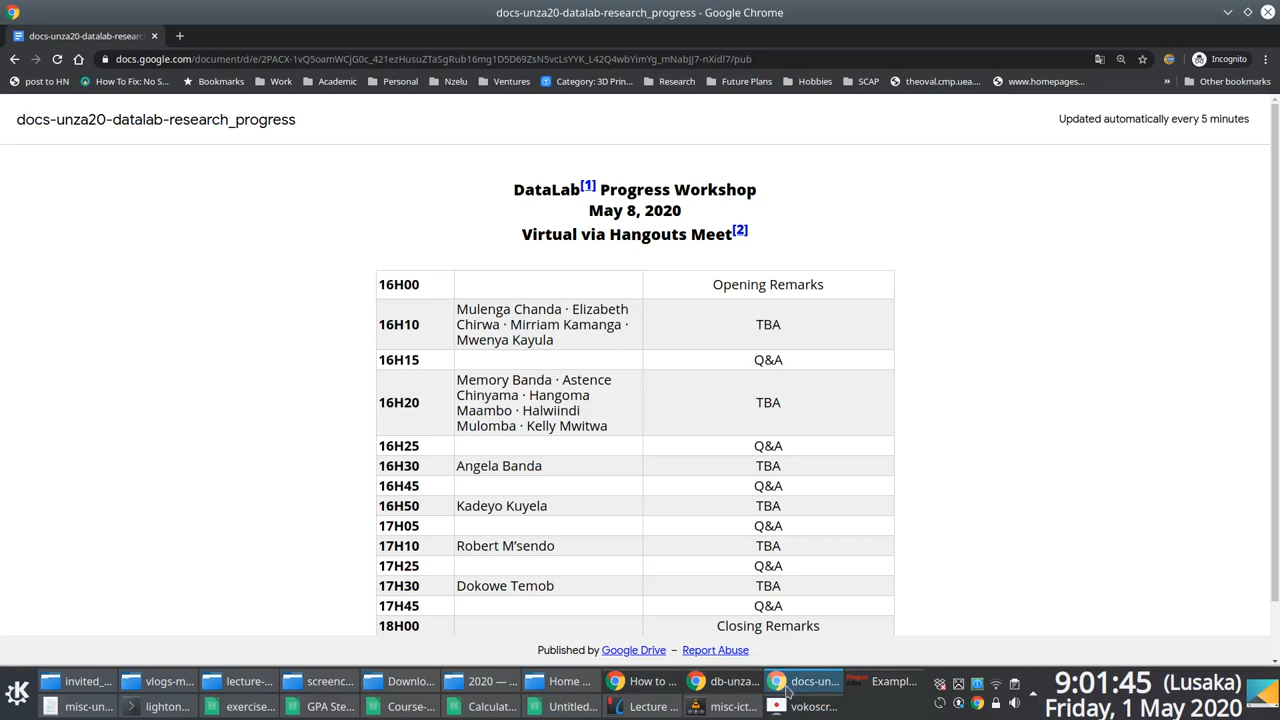 docs-unza20-datalab-research_progress - Google Chrome
docs-unza20-datalab-researc
docs.google.com/document/d/e/2PACX-1vQ5oamWCjG0c_421ezHusuZTaSgRubT6mg1D5D69ZsN5vcLsYYK_L42Q4wbYimYg_mNabJJ7-nXidl7/pub
Incognito
post to HN
How To Fix: No S...
Bookmarks
Work
Academic
Personal
Nzelu
Ventures
Category: 3D Prin...
Research
Future Plans
Hobbies
SCAP
theoval.cmp.uea....
www.homepages...
»
Other bookmarks
docs-unza20-datalab-research_progress
Updated automatically every 5 minutes
DataLab[1] Progress Workshop
May 8, 2020
Virtual via Hangouts Meet[2]
16H00 Opening Remarks
16H10 Mulenga Chanda · Elizabeth
Chirwa · Mirriam Kamanga ·
Mwenya Kayula
TBA
16H15 Q&A
16H20 Memory Banda · Astence
Chinyama · Hangoma
Maambo · Halwiindi
Mulomba · Kelly Mwitwa
TBA
16H25 Q&A
16H30 Angela Banda TBA
16H45 Q&A
16H50 Kadeyo Kuyela TBA
17H05 Q&A
17H10 Robert M'sendo TBA
17H25 Q&A
17H30 Dokowe Temob TBA
17H45 Q&A
18H00 Closing Remarks
Published by Google Drive – Report Abuse
invited_...
vlogs-m...
lecture-...
screenc...
Downlo...
2020 — ...
Home ...
How to ...
db-unza...
docs-un...
Exampl...
misc-un...
lighton...
exercise...
GPA Ste...
Course-...
Calculat...
Untitled...
Lecture ...
misc-ict...
vokoscr...
9:01:45 (Lusaka)
Friday, 1 May 2020